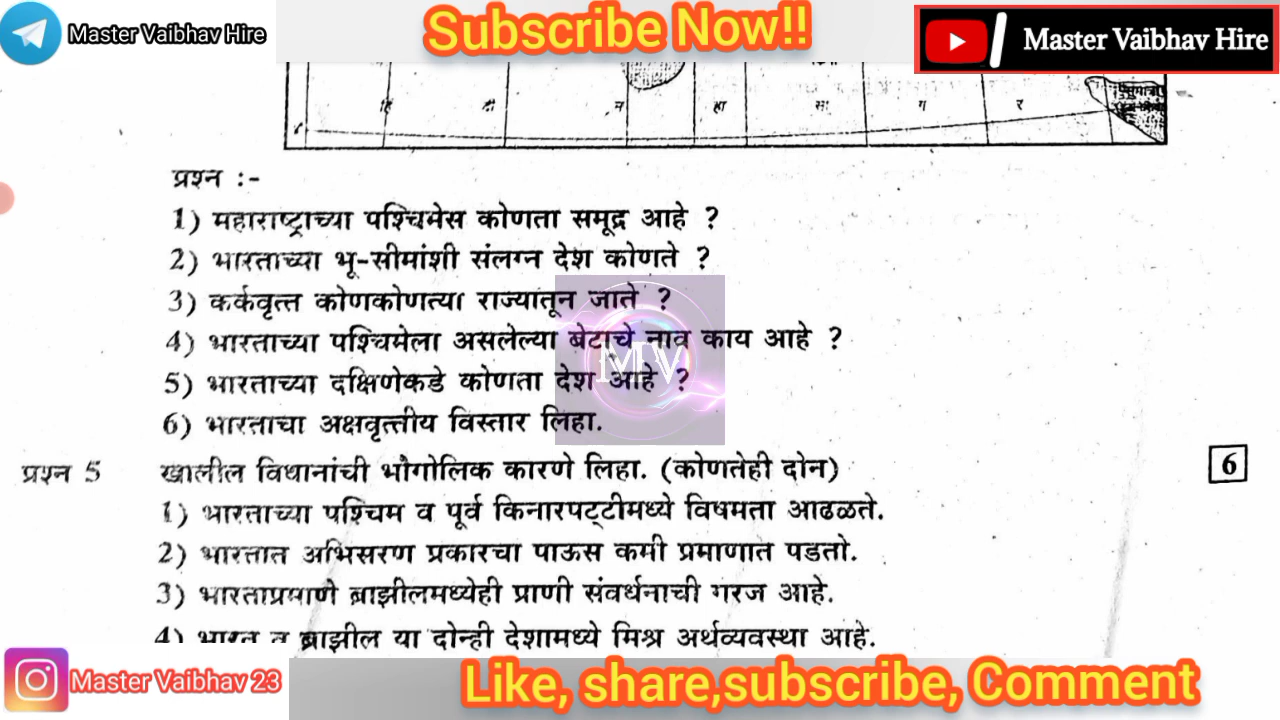 Master Vaibhav Hire
Subscribe Now!!
Master Vaibhav Hire
हि दी म हा सा ग र
प्रश्न :-
1) महाराष्ट्राच्या पश्चिमेस कोणता समूद्र आहे ?
2) भारताच्या भू-सीमांशी संलग्न देश कोणते ?
3) कर्कवृत्त कोणकोणत्या राज्यातून जाते ?
4) भारताच्या पश्चिमेला असलेल्या बेटाचे नाव काय आहे ?
5) भारताच्या दक्षिणेकडे कोणता देश आहे ?
6) भारताचा अक्षवृत्तीय विस्तार लिहा.
MV
प्रश्न 5 खालील विधानांची भौगोलिक कारणे लिहा. (कोणतेही दोन) 6
1) भारताच्या पश्चिम व पूर्व किनारपट्टीमध्ये विषमता आढळते.
2) भारतात अभिसरण प्रकारचा पाऊस कमी प्रमाणात पडतो.
3) भारताप्रमाणे ब्राझीलमध्येही प्राणी संवर्धनाची गरज आहे.
4) भारत व ब्राझील या दोन्ही देशामध्ये मिश्र अर्थव्यवस्था आहे.
Master Vaibhav 23
Like, share,subscribe, Comment